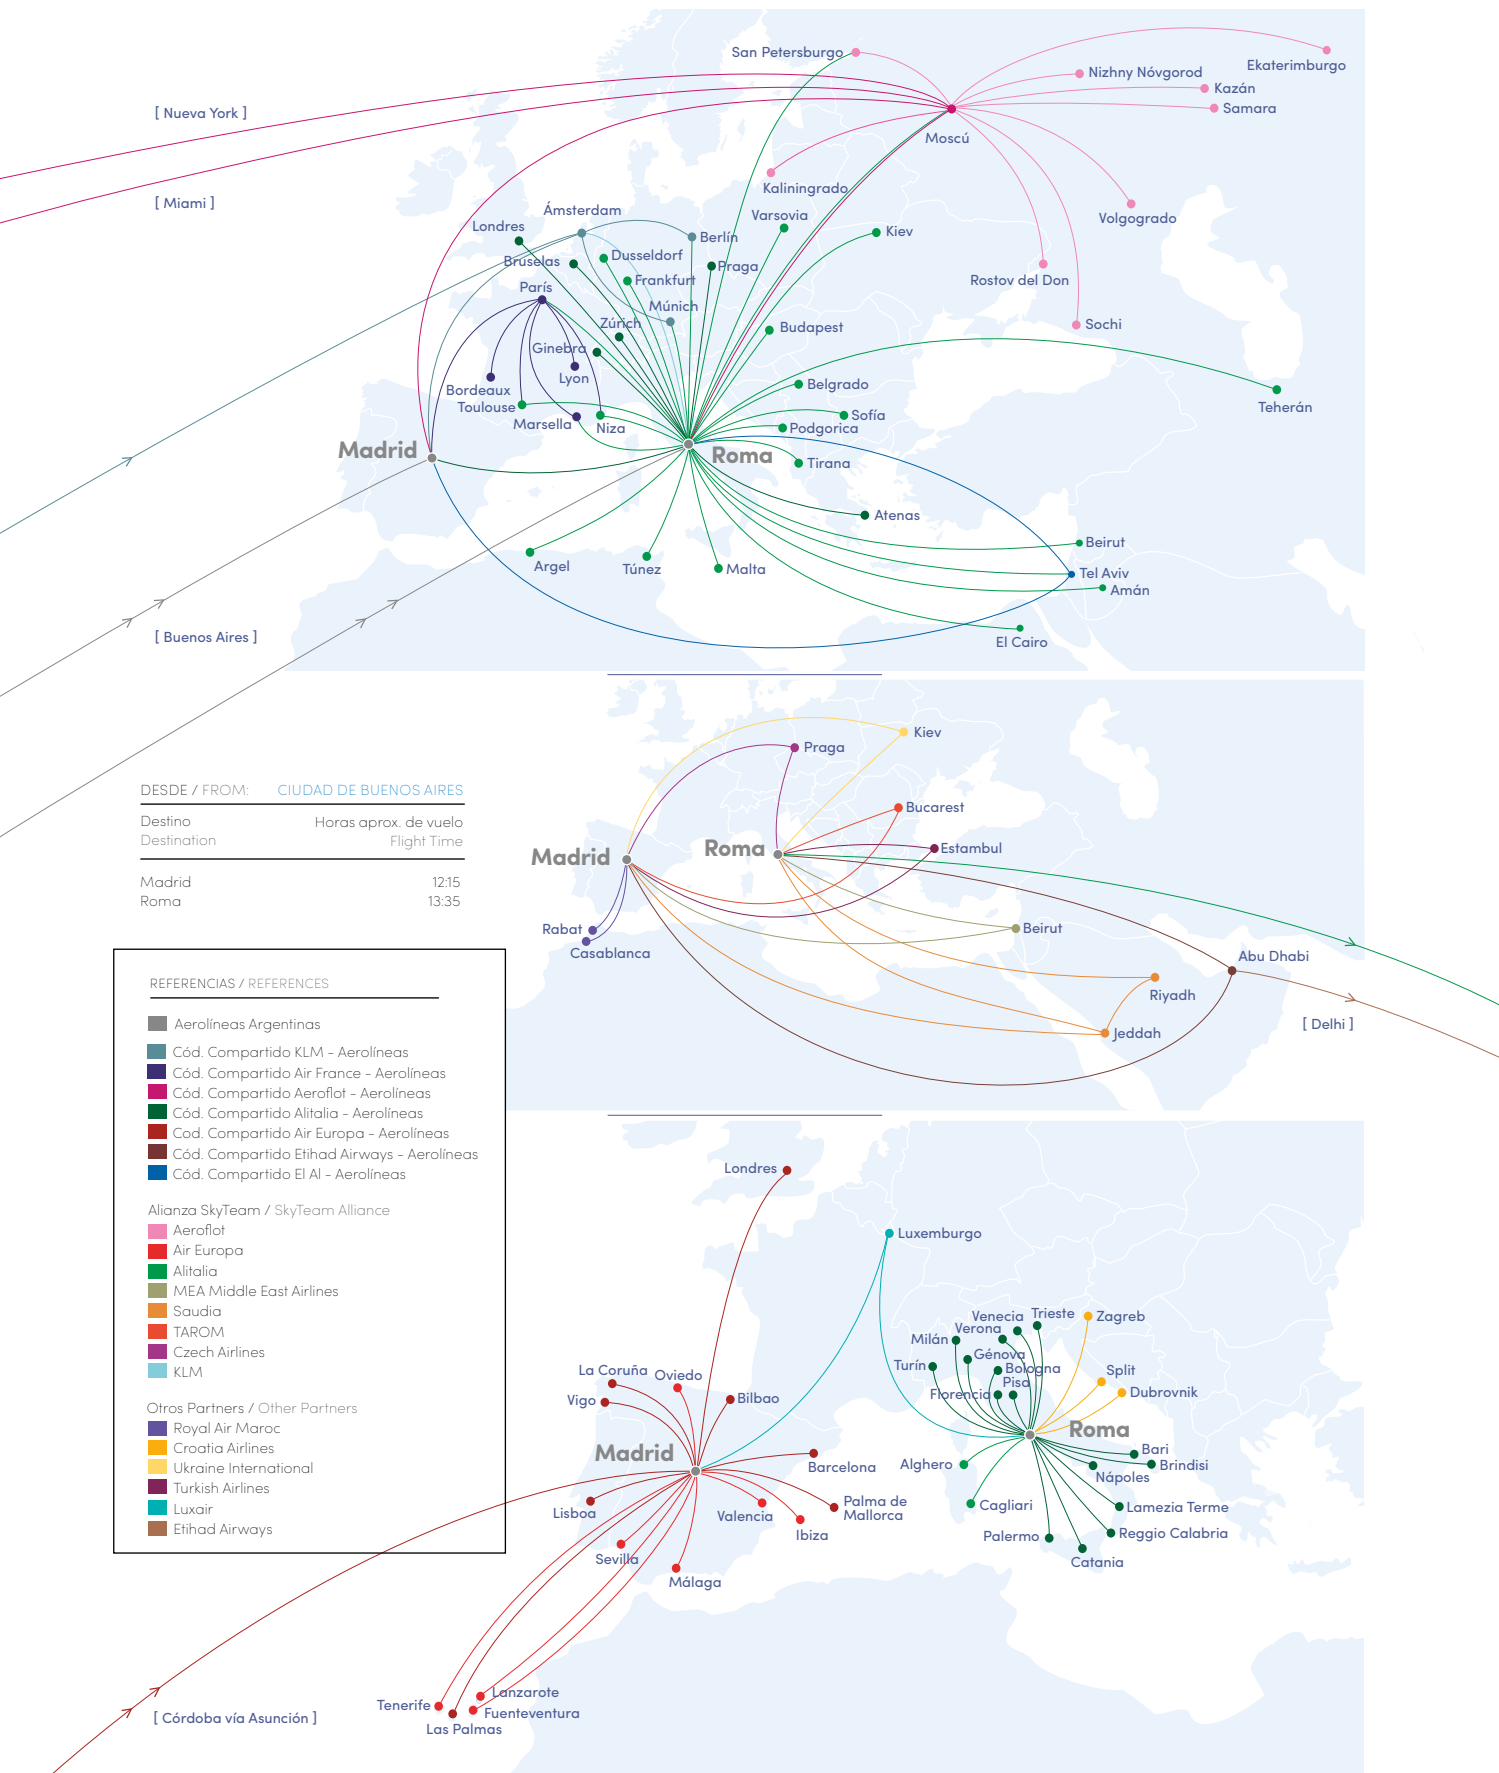 San Petersburgo
Ekaterimburgo
Nizhny Nóvgorod
Kazán
Samara
[ Nueva York ]
Moscú
Kaliningrado
[ Miami ]
Ámsterdam
Varsovia
Volgogrado
Londres
Berlín
Kiev
Bruselas
Dusseldorf
Praga
Frankfurt
Rostov del Don
París
Múnich
Zúrich
Budapest
Sochi
Ginebra
Lyon
Bordeaux
Belgrado
Toulouse
Teherán
Marsella
Niza
Sofía
Podgorica
Madrid
Roma
Tirana
Atenas
Beirut
Argel
Túnez
Malta
Tel Aviv
Amán
[ Buenos Aires ]
El Cairo
Kiev
Praga
DESDE / FROM: CIUDAD DE BUENOS AIRES
Destino Horas aprox. de vuelo
Destination Flight Time
Madrid 12:15
Roma 13:35
Bucarest
Madrid
Roma
Estambul
Rabat
Casablanca
Beirut
Abu Dhabi
Riyadh
[ Delhi ]
Jeddah
REFERENCIAS / REFERENCES
Aerolíneas Argentinas
Cód. Compartido KLM - Aerolíneas
Cód. Compartido Air France - Aerolíneas
Cód. Compartido Aeroflot - Aerolíneas
Cód. Compartido Alitalia - Aerolíneas
Cod. Compartido Air Europa - Aerolíneas
Cód. Compartido Etihad Airways - Aerolíneas
Cód. Compartido El Al - Aerolíneas
Alianza SkyTeam / SkyTeam Alliance
Aeroflot
Air Europa
Alitalia
MEA Middle East Airlines
Saudia
TAROM
Czech Airlines
KLM
Otros Partners / Other Partners
Royal Air Maroc
Croatia Airlines
Ukraine International
Turkish Airlines
Luxair
Etihad Airways
Londres
Luxemburgo
Venecia
Trieste
Zagreb
Verona
Milán
Génova
Turín
Bologna
Split
Pisa
Florencia
Dubrovnik
La Coruña
Oviedo
Vigo
Bilbao
Roma
Madrid
Barcelona
Alghero
Bari
Brindisi
Nápoles
Lisboa
Valencia
Palma de
Mallorca
Ibiza
Cagliari
Lamezia Terme
Palermo
Reggio Calabria
Sevilla
Catania
Málaga
Tenerife
Lanzarote
Fuenteventura
Las Palmas
[ Córdoba vía Asunción ]